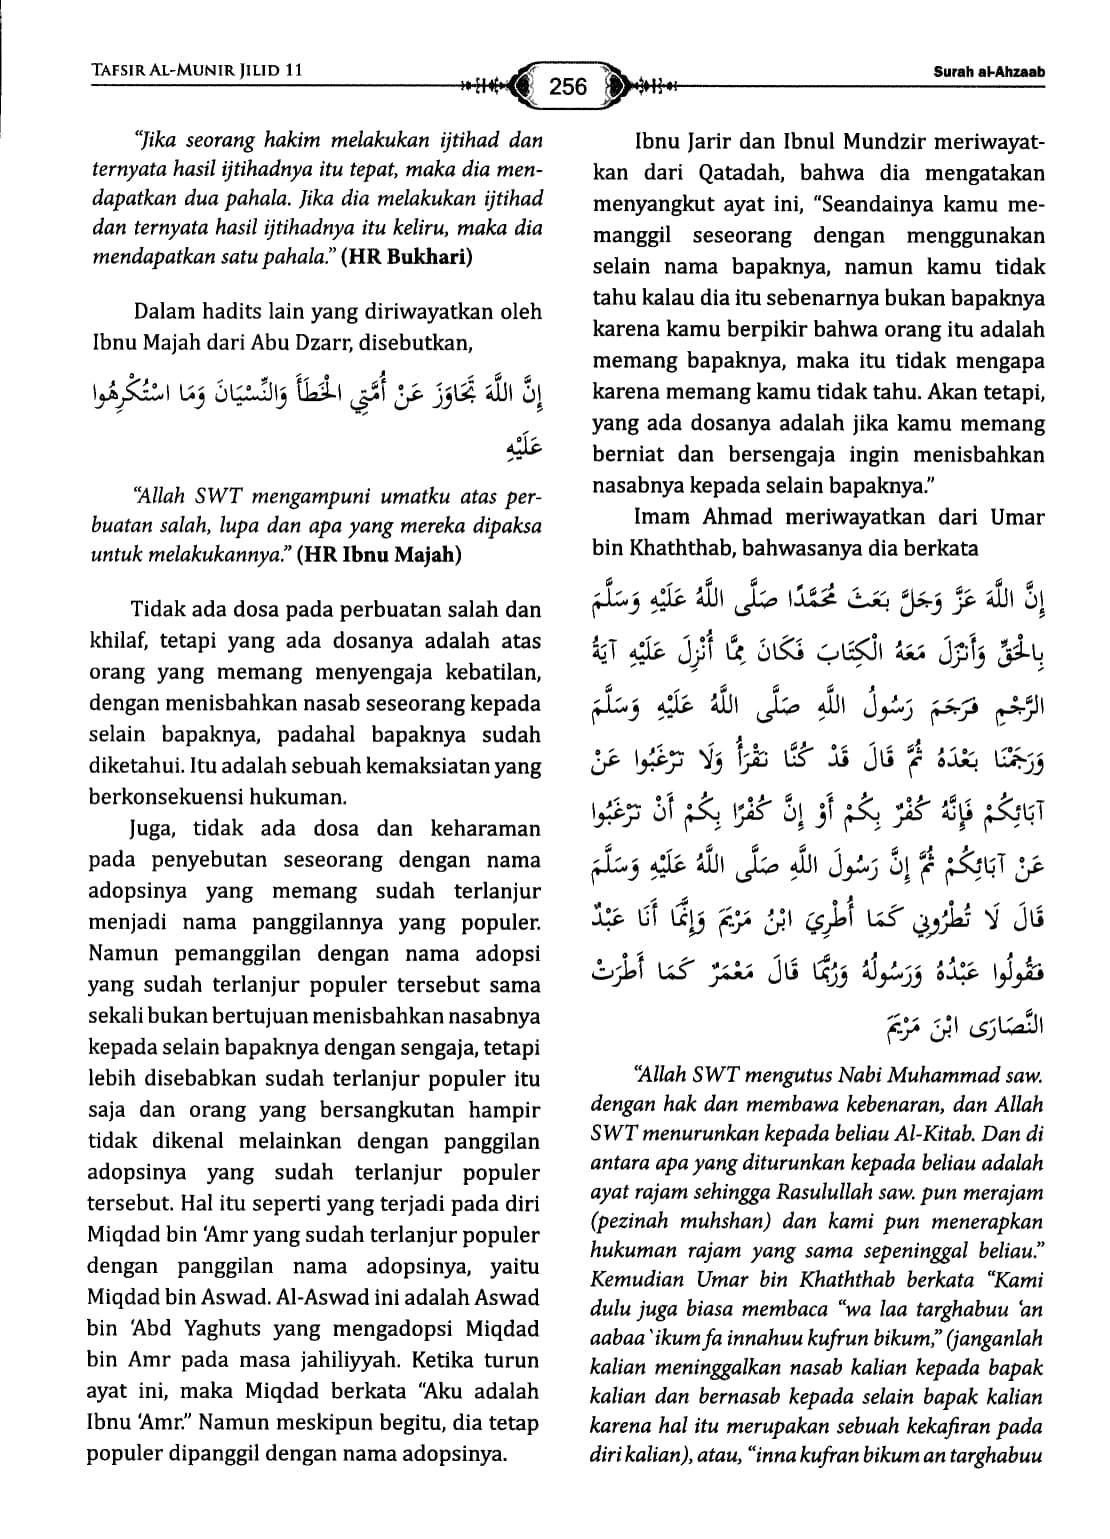 TAFSIR AL-MUNIR JILID 11
256
Surah al-Ahzaab
“Jika seorang hakim melakukan ijtihad dan
ternyata hasil ijtihadnya itu tepat, maka dia men-
dapatkan dua pahala. Jika dia melakukan ijtihad
dan ternyata hasil ijtihadnya itu keliru, maka dia
mendapatkan satu pahala.” (HR Bukhari)
Dalam hadits lain yang diriwayatkan oleh
Ibnu Majah dari Abu Dzarr, disebutkan,
إِنَّ اللَّهَ تَجَاوَزَ عَنْ أُمَّتِي الْخَطَأَ وَالنِّسْيَانَ وَمَا اسْتُكْرِهُوا
عَلَيْهِ
“Allah SWT mengampuni umatku atas per-
buatan salah, lupa dan apa yang mereka dipaksa
untuk melakukannya.” (HR Ibnu Majah)
Tidak ada dosa pada perbuatan salah dan
khilaf, tetapi yang ada dosanya adalah atas
orang yang memang menyengaja kebatilan,
dengan menisbahkan nasab seseorang kepada
selain bapaknya, padahal bapaknya sudah
diketahui. Itu adalah sebuah kemaksiatan yang
berkonsekuensi hukuman.
Juga, tidak ada dosa dan keharaman
pada penyebutan seseorang dengan nama
adopsinya yang memang sudah terlanjur
menjadi nama panggilannya yang populer.
Namun pemanggilan dengan nama adopsi
yang sudah terlanjur populer tersebut sama
sekali bukan bertujuan menisbahkan nasabnya
kepada selain bapaknya dengan sengaja, tetapi
lebih disebabkan sudah terlanjur populer itu
saja dan orang yang bersangkutan hampir
tidak dikenal melainkan dengan panggilan
adopsinya yang sudah terlanjur populer
tersebut. Hal itu seperti yang terjadi pada diri
Miqdad bin ‘Amr yang sudah terlanjur populer
dengan panggilan nama adopsinya, yaitu
Miqdad bin Aswad. Al-Aswad ini adalah Aswad
bin ‘Abd Yaghuts yang mengadopsi Miqdad
bin Amr pada masa jahiliyyah. Ketika turun
ayat ini, maka Miqdad berkata “Aku adalah
Ibnu ‘Amr.” Namun meskipun begitu, dia tetap
populer dipanggil dengan nama adopsinya.
Ibnu Jarir dan Ibnul Mundzir meriwayat-
kan dari Qatadah, bahwa dia mengatakan
menyangkut ayat ini, “Seandainya kamu me-
manggil seseorang dengan menggunakan
selain nama bapaknya, namun kamu tidak
tahu kalau dia itu sebenarnya bukan bapaknya
karena kamu berpikir bahwa orang itu adalah
memang bapaknya, maka itu tidak mengapa
karena memang kamu tidak tahu. Akan tetapi,
yang ada dosanya adalah jika kamu memang
berniat dan bersengaja ingin menisbahkan
nasabnya kepada selain bapaknya.”
Imam Ahmad meriwayatkan dari Umar
bin Khaththab, bahwasanya dia berkata
إِنَّ اللَّهَ عَزَّ وَجَلَّ بَعَثَ مُحَمَّدًا صَلَّى اللَّهُ عَلَيْهِ وَسَلَّمَ
بِالْحَقِّ وَأَنْزَلَ مَعَهُ الْكِتَابَ فَكَانَ مِمَّا أُنْزِلَ عَلَيْهِ آيَةُ
الرَّجْمِ فَرَجَمَ رَسُولُ اللَّهِ صَلَّى اللَّهُ عَلَيْهِ وَسَلَّمَ
وَرَجَمْنَا بَعْدَهُ ثُمَّ قَالَ قَدْ كُنَّا نَقْرَأُ وَلَا تَرْغَبُوا عَنْ
آبَائِكُمْ فَإِنَّهُ كُفْرٌ بِكُمْ أَوْ إِنَّ كُفْرًا بِكُمْ أَنْ تَرْغَبُوا
عَنْ آبَائِكُمْ ثُمَّ إِنَّ رَسُولَ اللَّهِ صَلَّى اللَّهُ عَلَيْهِ وَسَلَّمَ
قَالَ لَا تُطْرُونِي كَمَا أُطْرِيَ ابْنُ مَرْيَمَ وَإِنَّمَا أَنَا عَبْدٌ
فَقُولُوا عَبْدُهُ وَرَسُولُهُ وَرُبَّمَا قَالَ مَعْمَرٌ كَمَا أَطْرَتْ
النَّصَارَى ابْنَ مَرْيَمَ
“Allah SWT mengutus Nabi Muhammad saw.
dengan hak dan membawa kebenaran, dan Allah
SWT menurunkan kepada beliau Al-Kitab. Dan di
antara apa yang diturunkan kepada beliau adalah
ayat rajam sehingga Rasulullah saw. pun merajam
(pezinah muhshan) dan kami pun menerapkan
hukuman rajam yang sama sepeninggal beliau.”
Kemudian Umar bin Khaththab berkata “Kami
dulu juga biasa membaca “wa laa targhabuu ‘an
aabaa`ikum fa innahuu kufrun bikum,” (janganlah
kalian meninggalkan nasab kalian kepada bapak
kalian dan bernasab kepada selain bapak kalian
karena hal itu merupakan sebuah kekafiran pada
diri kalian), atau, “inna kufran bikum an targhabuu